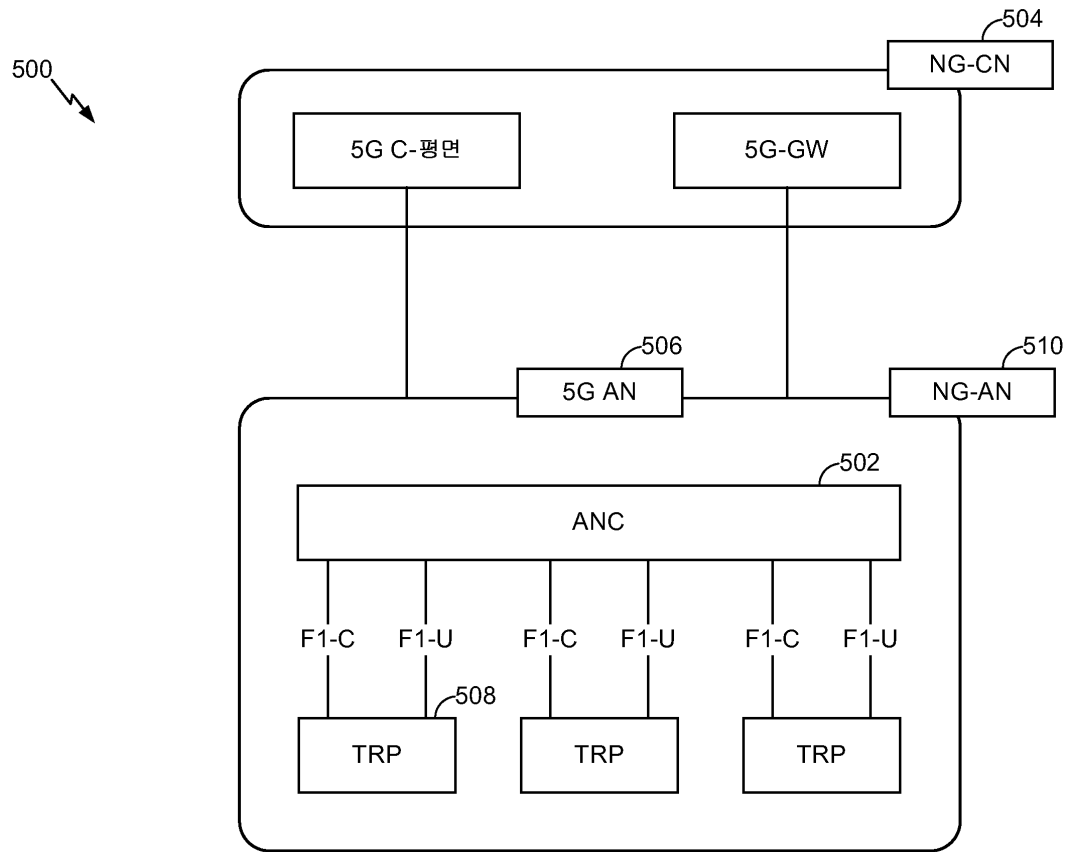 504
NG-CN
500
5G C-평면
5G-GW
506
510
5G AN
NG-AN
502
ANC
F1-C
F1-U
F1-C
F1-U
F1-C
F1-U
508
TRP
TRP
TRP